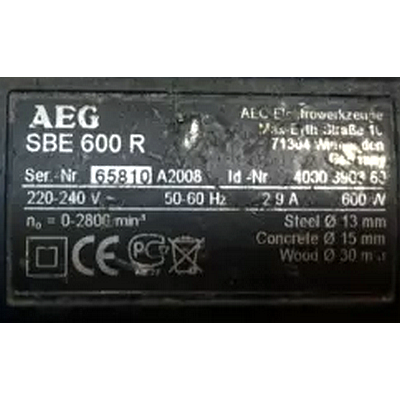 AEG
SBE 600 R
AEG Elektrowerkzeuge
Max-Eyth-Straße 10
71364 Winnenden
Germany
Ser.-Nr 65810 A2008 Id-Nr 4030 3903 63
220-240 V ~ 50-60 Hz 2.9 A 600 W
n₀ = 0-2800 min⁻¹
Steel Ø 13 mm
Concrete Ø 15 mm
Wood Ø 30 mm
CE